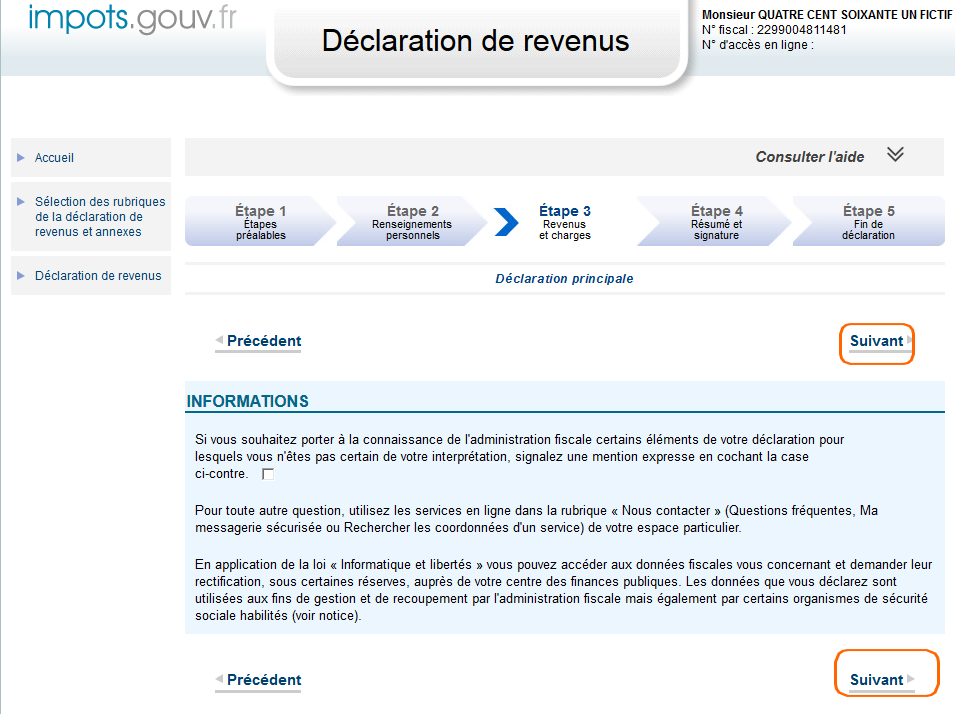 impots.gouv.fr
Déclaration de revenus
Monsieur QUATRE CENT SOIXANTE UN FICTIF
N° fiscal : 2299004811481
N° d'accès en ligne :
Accueil
Sélection des rubriques
de la déclaration de
revenus et annexes
Déclaration de revenus
Consulter l'aide
Étape 1
Étapes
préalables
Étape 2
Renseignements
personnels
Étape 3
Revenus
et charges
Étape 4
Résumé et
signature
Étape 5
Fin de
déclaration
Déclaration principale
Précédent
Suivant
INFORMATIONS
Si vous souhaitez porter à la connaissance de l'administration fiscale certains éléments de votre déclaration pour
lesquels vous n'êtes pas certain de votre interprétation, signalez une mention expresse en cochant la case
ci-contre.
Pour toute autre question, utilisez les services en ligne dans la rubrique « Nous contacter » (Questions fréquentes, Ma
messagerie sécurisée ou Rechercher les coordonnées d'un service) de votre espace particulier.
En application de la loi « Informatique et libertés » vous pouvez accéder aux données fiscales vous concernant et demander leur
rectification, sous certaines réserves, auprès de votre centre des finances publiques. Les données que vous déclarez sont
utilisées aux fins de gestion et de recoupement par l'administration fiscale mais également par certains organismes de sécurité
sociale habilités (voir notice).
Précédent
Suivant